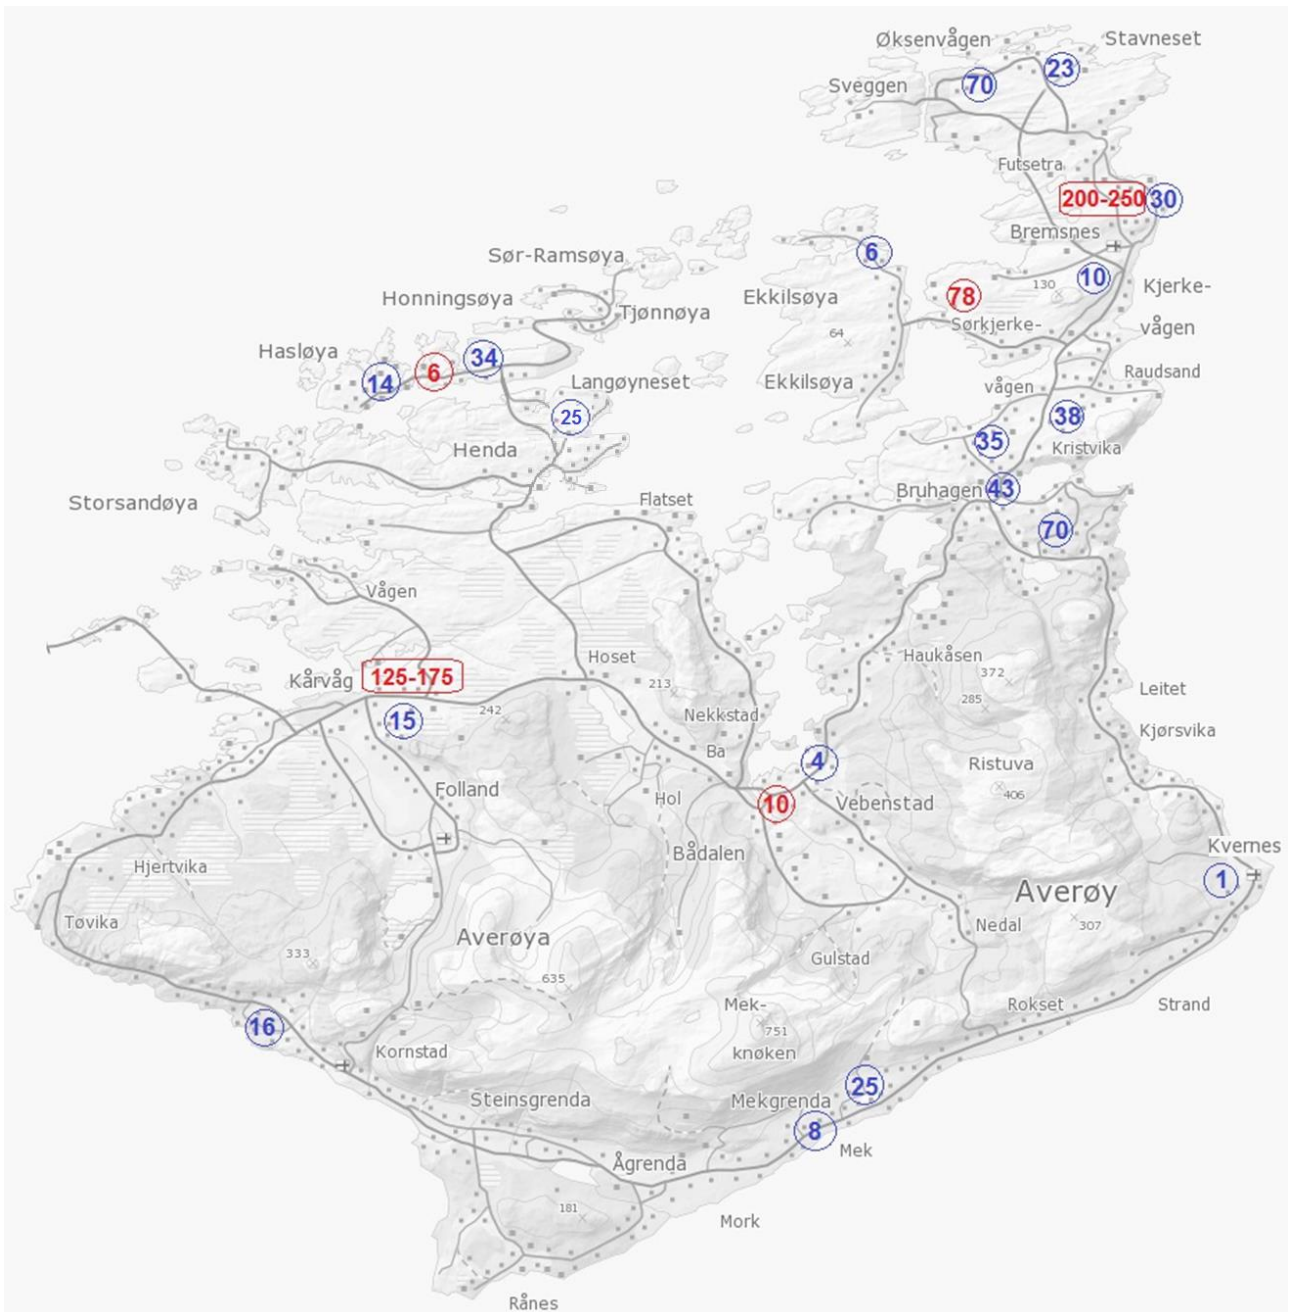 Øksenvågen
Stavneset
23
70
Sveggen
Futsetra
200-250
30
Bremsnes
6
10
Sør-Ramsøya
130
Kjerke-
vågen
Ekkilsøya
78
Honningsøya
Tjønnøya
Sørkjerke-
vågen
64
Hasløya
34
6
14
Langøyneset
Ekkilsøya
Raudsand
25
38
35
Henda
Kristvika
Storsandøya
Flatset
Bruhagen
43
70
Vågen
Hoset
Haukåsen
372
Kårvåg
125-175
213
285
Leitet
15
242
Nekkstad
Kjørsvika
Ba
4
Ristuva
406
Folland
Hol
10
Vebenstad
Hjertvika
Bådalen
Kvernes
1
Averøy
Tøvika
Averøya
Nedal
307
333
635
Gulstad
Mek-
knøken
751
Rokset
Strand
16
Kornstad
25
Steinsgrenda
Mekgrenda
8
Mek
Ågrenda
181
Mork
Rånes